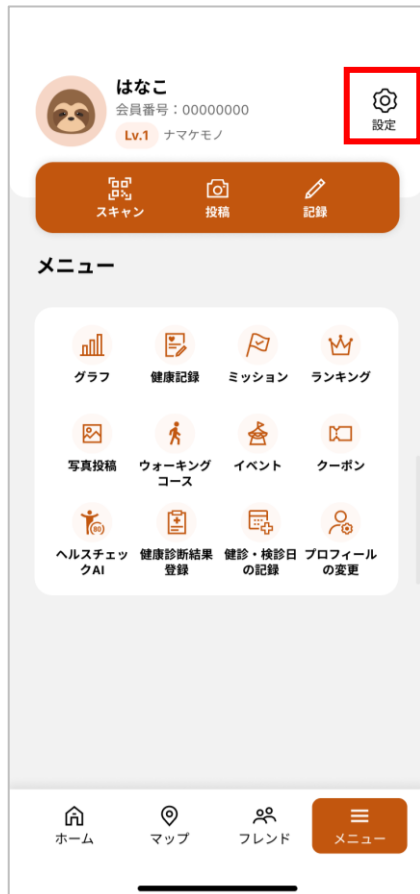 はなこ
会員番号：00000000
Lv.1 ナマケモノ
設定
スキャン 投稿 記録
メニュー
グラフ 健康記録 ミッション ランキング
写真投稿 ウォーキング イベント クーポン
コース
(80)
ヘルスチェッ 健康診断結果 健診・検診日 プロフィール
クAI 登録 の記録 の変更
ホーム マップ フレンド メニュー